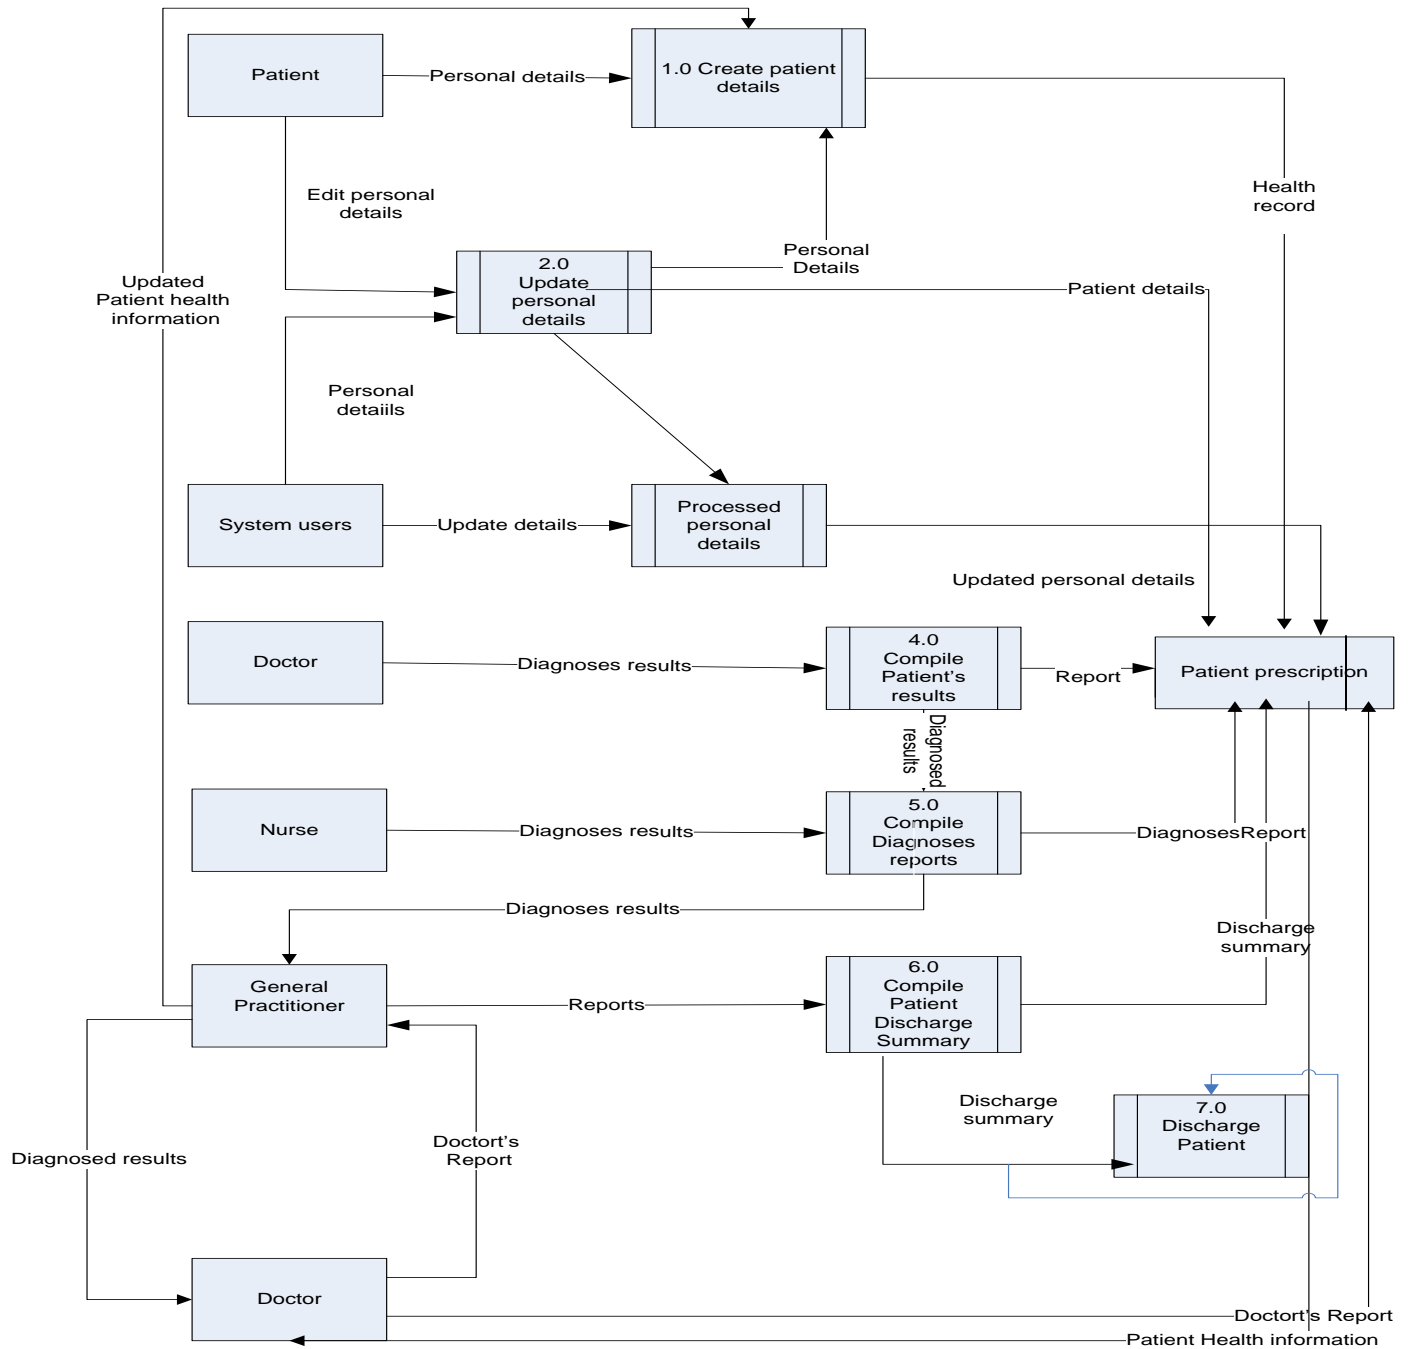 Patient
Personal details
1.0 Create patient
details
Edit personal
details
Health
record
Updated
Patient health
information
2.0
Update
personal
details
Personal
Details
Patient details
Personal
detaiils
System users
Update details
Processed
personal
details
Updated personal details
Doctor
Diagnoses results
4.0
Compile
Patient’s
results
Report
Patient prescription
Diagnosed
results
Nurse
Diagnoses results
5.0
Compile
Diagnoses
reports
DiagnosesReport
Diagnoses results
Discharge
summary
General
Practitioner
Reports
6.0
Compile
Patient
Discharge
Summary
Discharge
summary
7.0
Discharge
Patient
Diagnosed results
Doctort’s
Report
Doctor
Doctort’s Report
Patient Health information